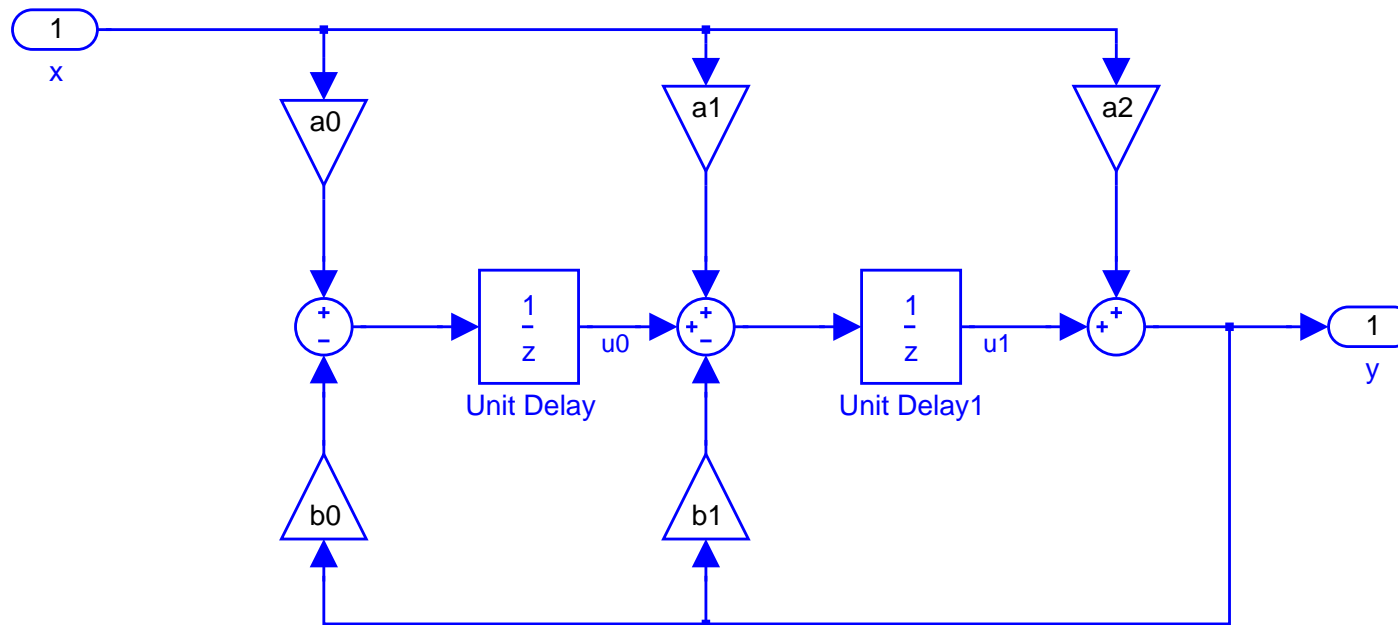 1
x
a0
a1
a2
+
−
1
z
Unit Delay
u0
+
+
−
1
z
Unit Delay1
u1
+
+
1
y
b0
b1